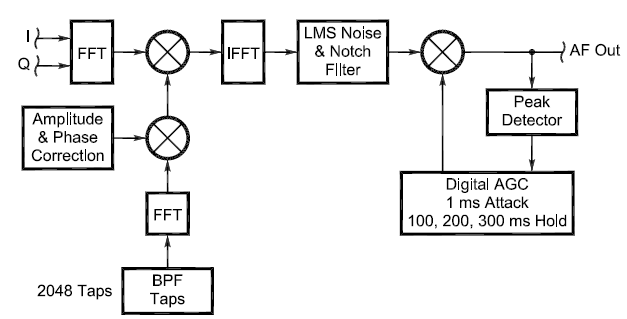 I
Q
FFT
IFFT
LMS Noise
& Notch
Filter
AF Out
Peak
Detector
Amplitude
& Phase
Correction
Digital AGC
1 ms Attack
100, 200, 300 ms Hold
FFT
2048 Taps
BPF
Taps